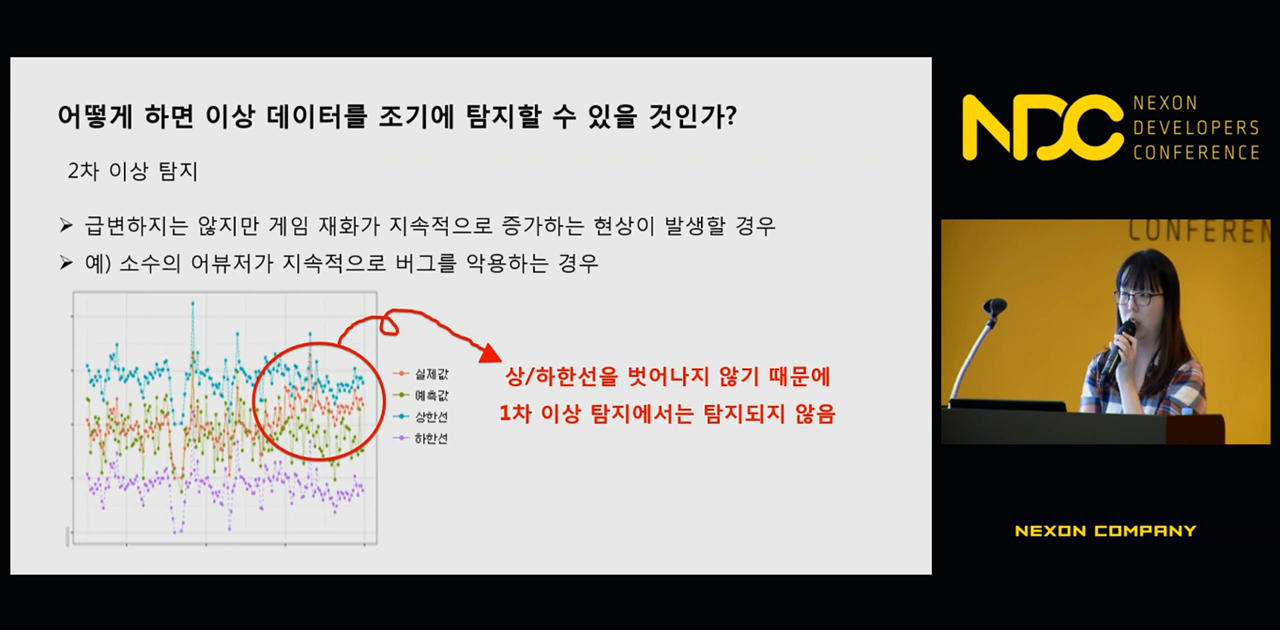 어떻게 하면 이상 데이터를 조기에 탐지할 수 있을 것인가?
2차 이상 탐지
급변하지는 않지만 게임 재화가 지속적으로 증가하는 현상이 발생할 경우
예) 소수의 어뷰저가 지속적으로 버그를 악용하는 경우
실제값
예측값
상한선
하한선
상/하한선을 벗어나지 않기 때문에
1차 이상 탐지에서는 탐지되지 않음
NDC
NEXON
DEVELOPERS
CONFERENCE
CONFEREN
NEXON COMPANY